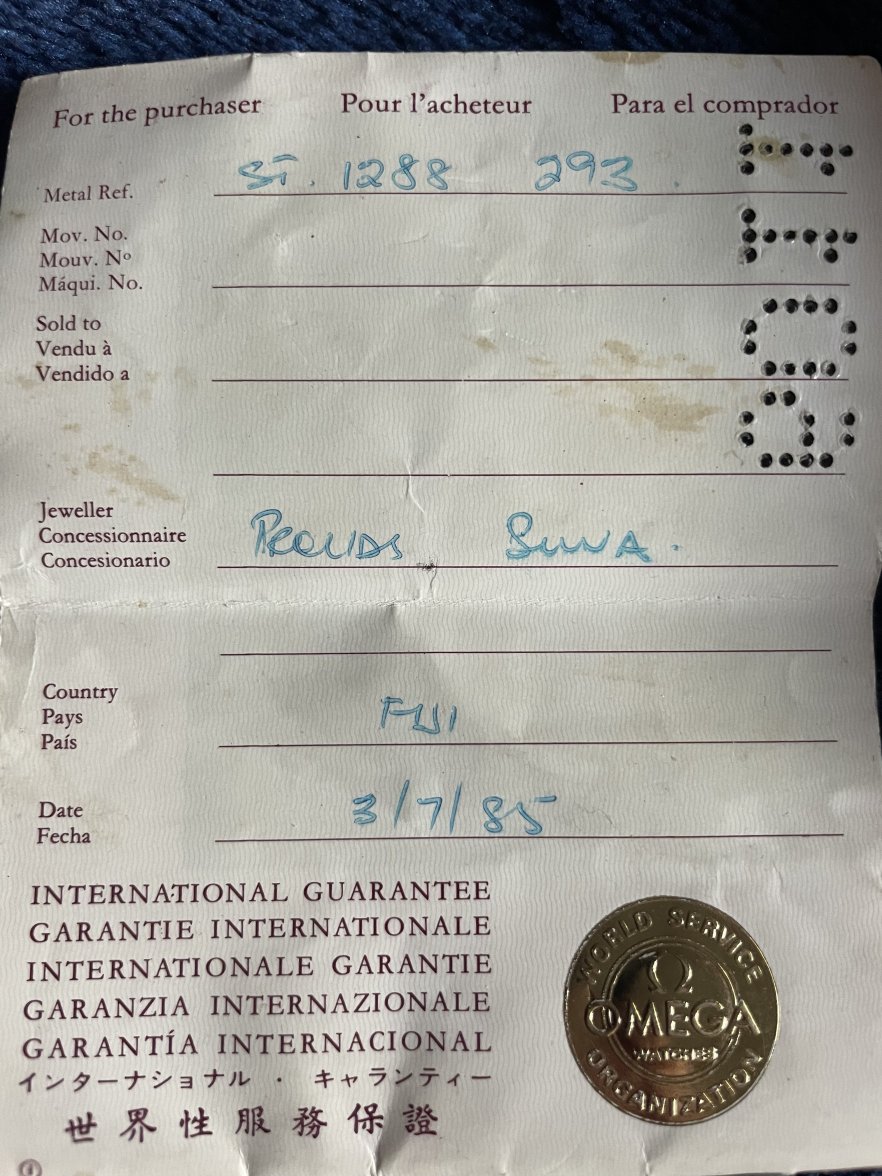 For the purchaser Pour l'acheteur Para el comprador
Metal Ref. ST. 1288 293.
Mov. No.
Mouv. Nº
Máqui. No.
Sold to
Vendu à
Vendido a
Jeweller
Concessionnaire PROUDS SUVA.
Concesionario
Country
Pays FIJI
País
Date 3/7/85
Fecha
INTERNATIONAL GUARANTEE
GARANTIE INTERNATIONALE
INTERNATIONALE GARANTIE
GARANZIA INTERNAZIONALE
GARANTÍA INTERNACIONAL
インターナショナル・キャランティー
世界性服務保證
WORLD SERVICE
Ω
OMEGA
WATCHES
ORGANIZATION